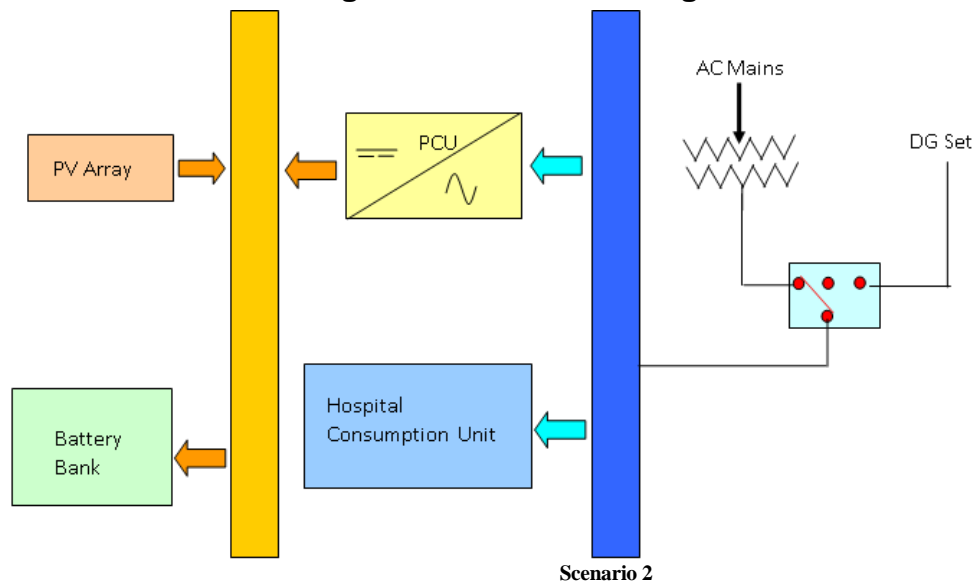 AC Mains
DG Set
PCU
PV Array
Hospital
Consumption Unit
Battery
Bank
Scenario 2